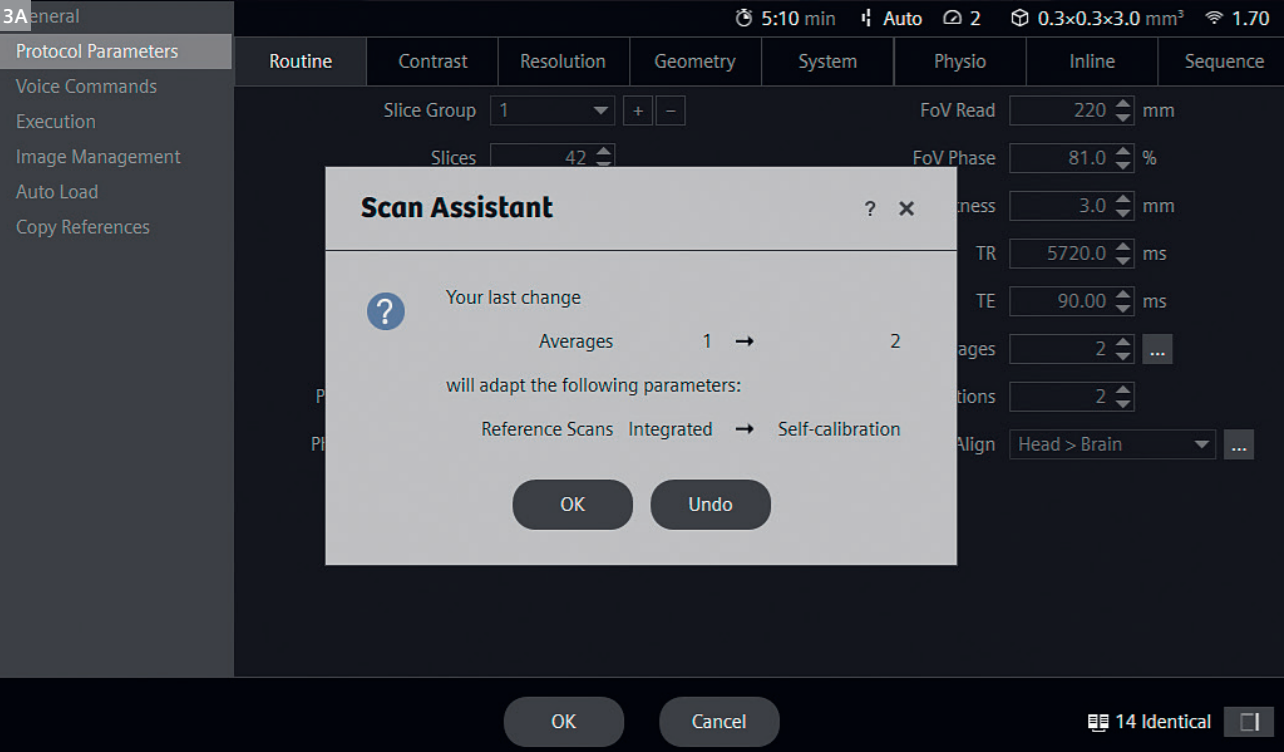 3A
eneral
5:10 min Auto 2 0.3×0.3×3.0 mm³ 1.70
Protocol Parameters
Voice Commands
Execution
Image Management
Auto Load
Copy References
Routine Contrast Resolution Geometry System Physio Inline Sequence
Slice Group 1 + −
Slices 42
FoV Read 220 mm
FoV Phase 81.0 %
kness 3.0 mm
TR 5720.0 ms
TE 90.00 ms
ages 2 ...
tions 2
Align Head > Brain ...
P
Ph
Scan Assistant ? ×
?
Your last change
Averages 1 → 2
will adapt the following parameters:
Reference Scans Integrated → Self-calibration
OK Undo
OK Cancel
14 Identical